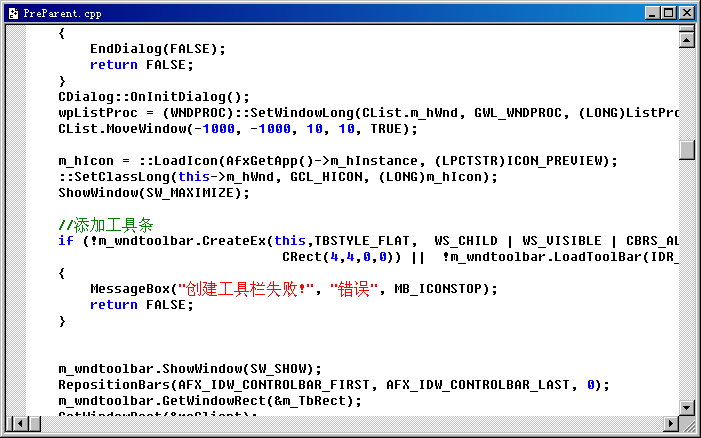 PreParent.cpp
{
EndDialog(FALSE);
return FALSE;
}
CDialog::OnInitDialog();
wpListProc = (WNDPROC)::SetWindowLong(CList.m_hWnd, GWL_WNDPROC, (LONG)ListPro
CList.MoveWindow(-1000, -1000, 10, 10, TRUE);
m_hIcon = ::LoadIcon(AfxGetApp()->m_hInstance, (LPCTSTR)ICON_PREVIEW);
::SetClassLong(this->m_hWnd, GCL_HICON, (LONG)m_hIcon);
ShowWindow(SW_MAXIMIZE);
//添加工具条
if (!m_wndtoolbar.CreateEx(this,TBSTYLE_FLAT,  WS_CHILD | WS_VISIBLE | CBRS_AL
CRect(4,4,0,0)) ||  !m_wndtoolbar.LoadToolBar(IDR_
{
MessageBox("创建工具栏失败!", "错误", MB_ICONSTOP);
return FALSE;
}
m_wndtoolbar.ShowWindow(SW_SHOW);
RepositionBars(AFX_IDW_CONTROLBAR_FIRST, AFX_IDW_CONTROLBAR_LAST, 0);
m_wndtoolbar.GetWindowRect(&m_TbRect);